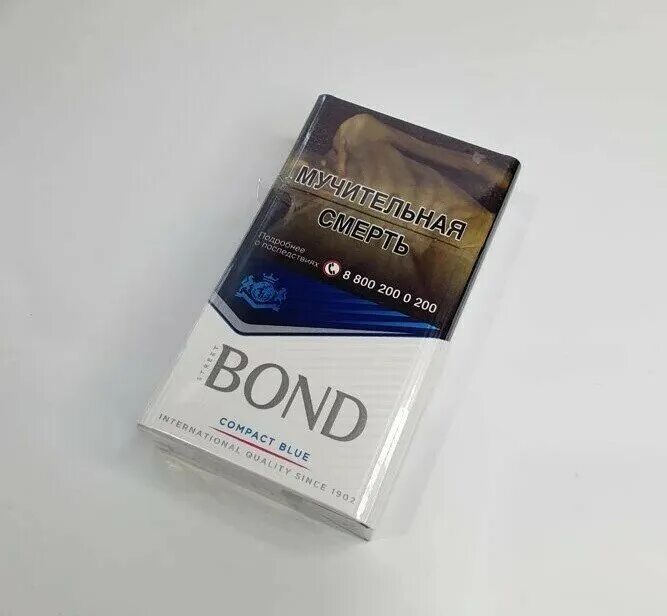 МУЧИТЕЛЬНАЯ
СМЕРТЬ
Подробнее
о последствиях
8 800 200 0 200
STREET
BOND
COMPACT BLUE
INTERNATIONAL QUALITY SINCE 1902